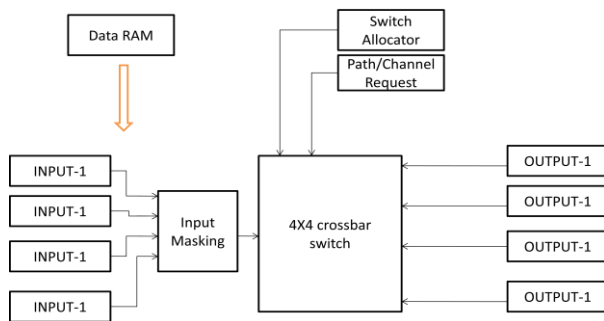 Data RAM
Switch
Allocator
Path/Channel
Request
INPUT-1
INPUT-1
INPUT-1
INPUT-1
Input
Masking
4X4 crossbar
switch
OUTPUT-1
OUTPUT-1
OUTPUT-1
OUTPUT-1